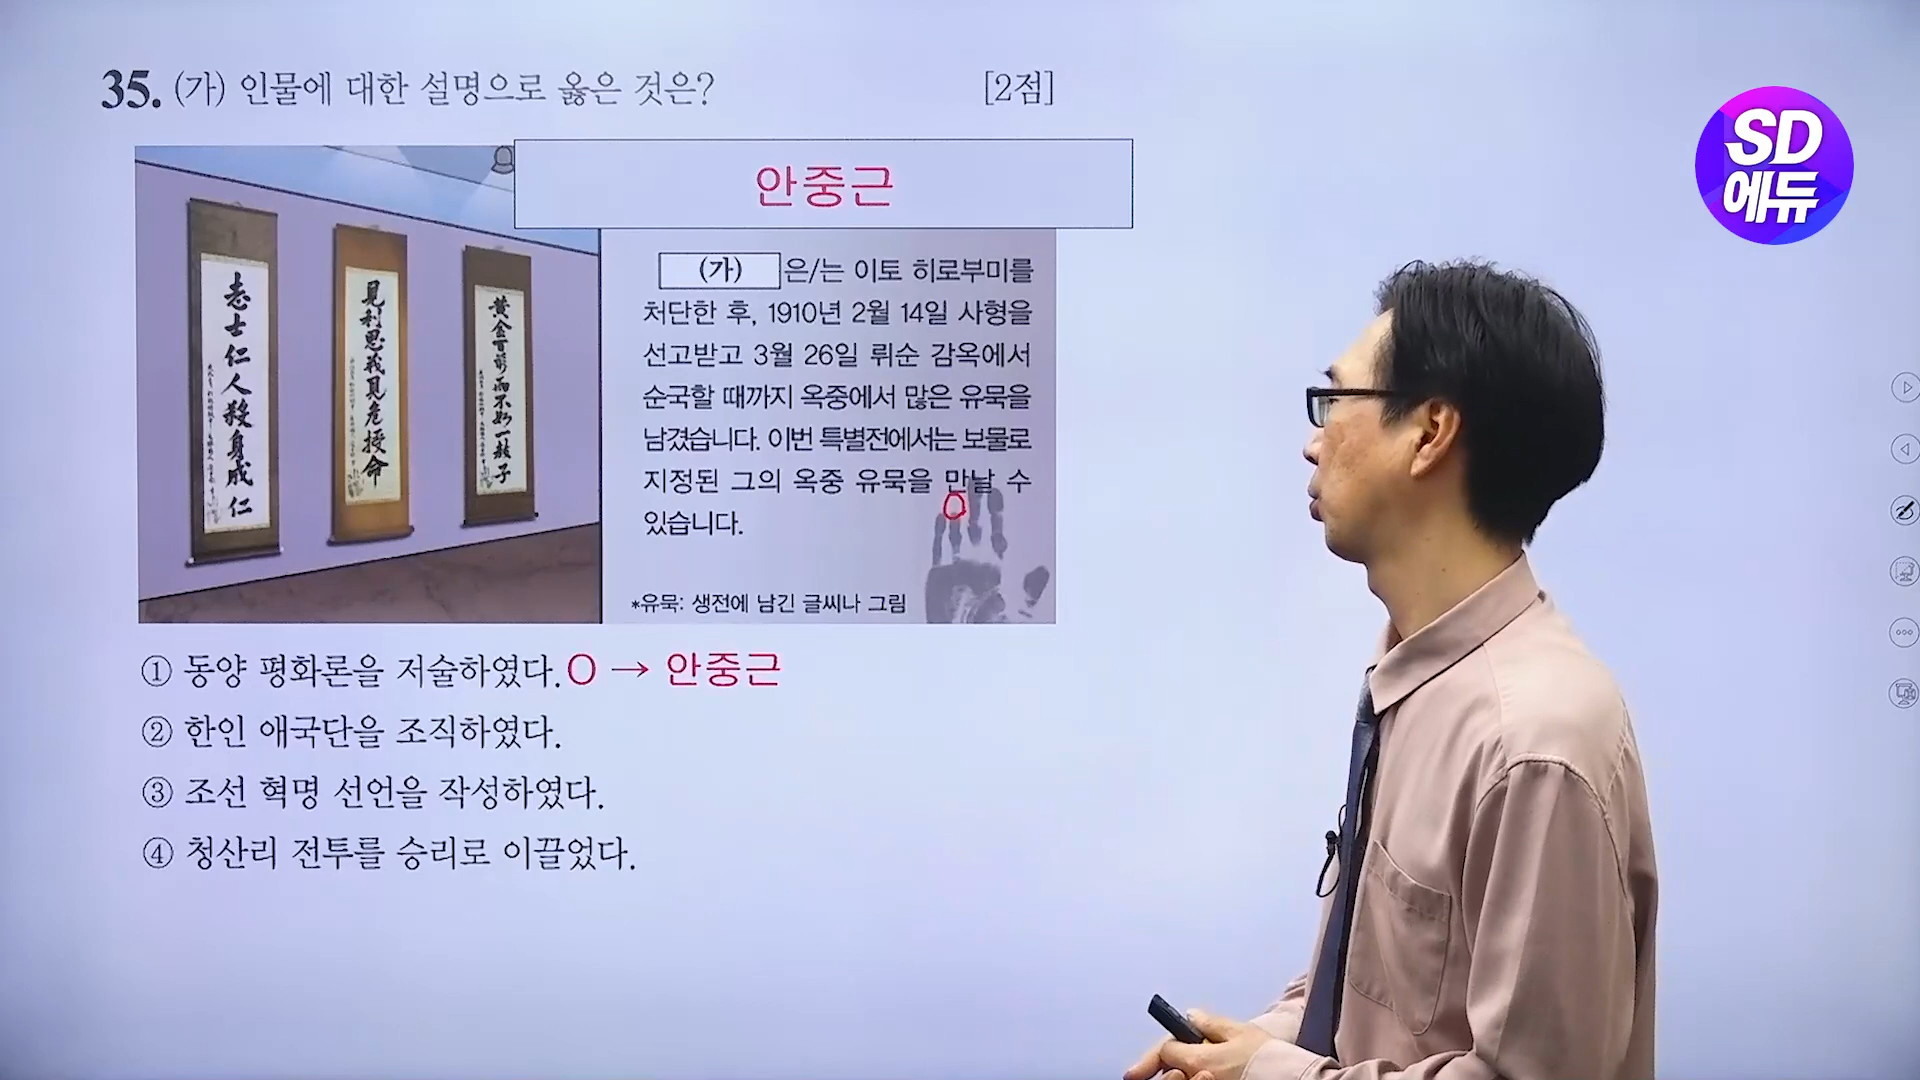 35. (가) 인물에 대한 설명으로 옳은 것은? [2점]
안중근
志士仁人殺身成仁
見利思義見危授命
黃金百萬兩不如一敎子
(가) 은/는 이토 히로부미를
처단한 후, 1910년 2월 14일 사형을
선고받고 3월 26일 뤼순 감옥에서
순국할 때까지 옥중에서 많은 유묵을
남겼습니다. 이번 특별전에서는 보물로
지정된 그의 옥중 유묵을 만날 수
있습니다.
*유묵: 생전에 남긴 글씨나 그림
① 동양 평화론을 저술하였다. O → 안중근
② 한인 애국단을 조직하였다.
③ 조선 혁명 선언을 작성하였다.
④ 청산리 전투를 승리로 이끌었다.
SD
에듀